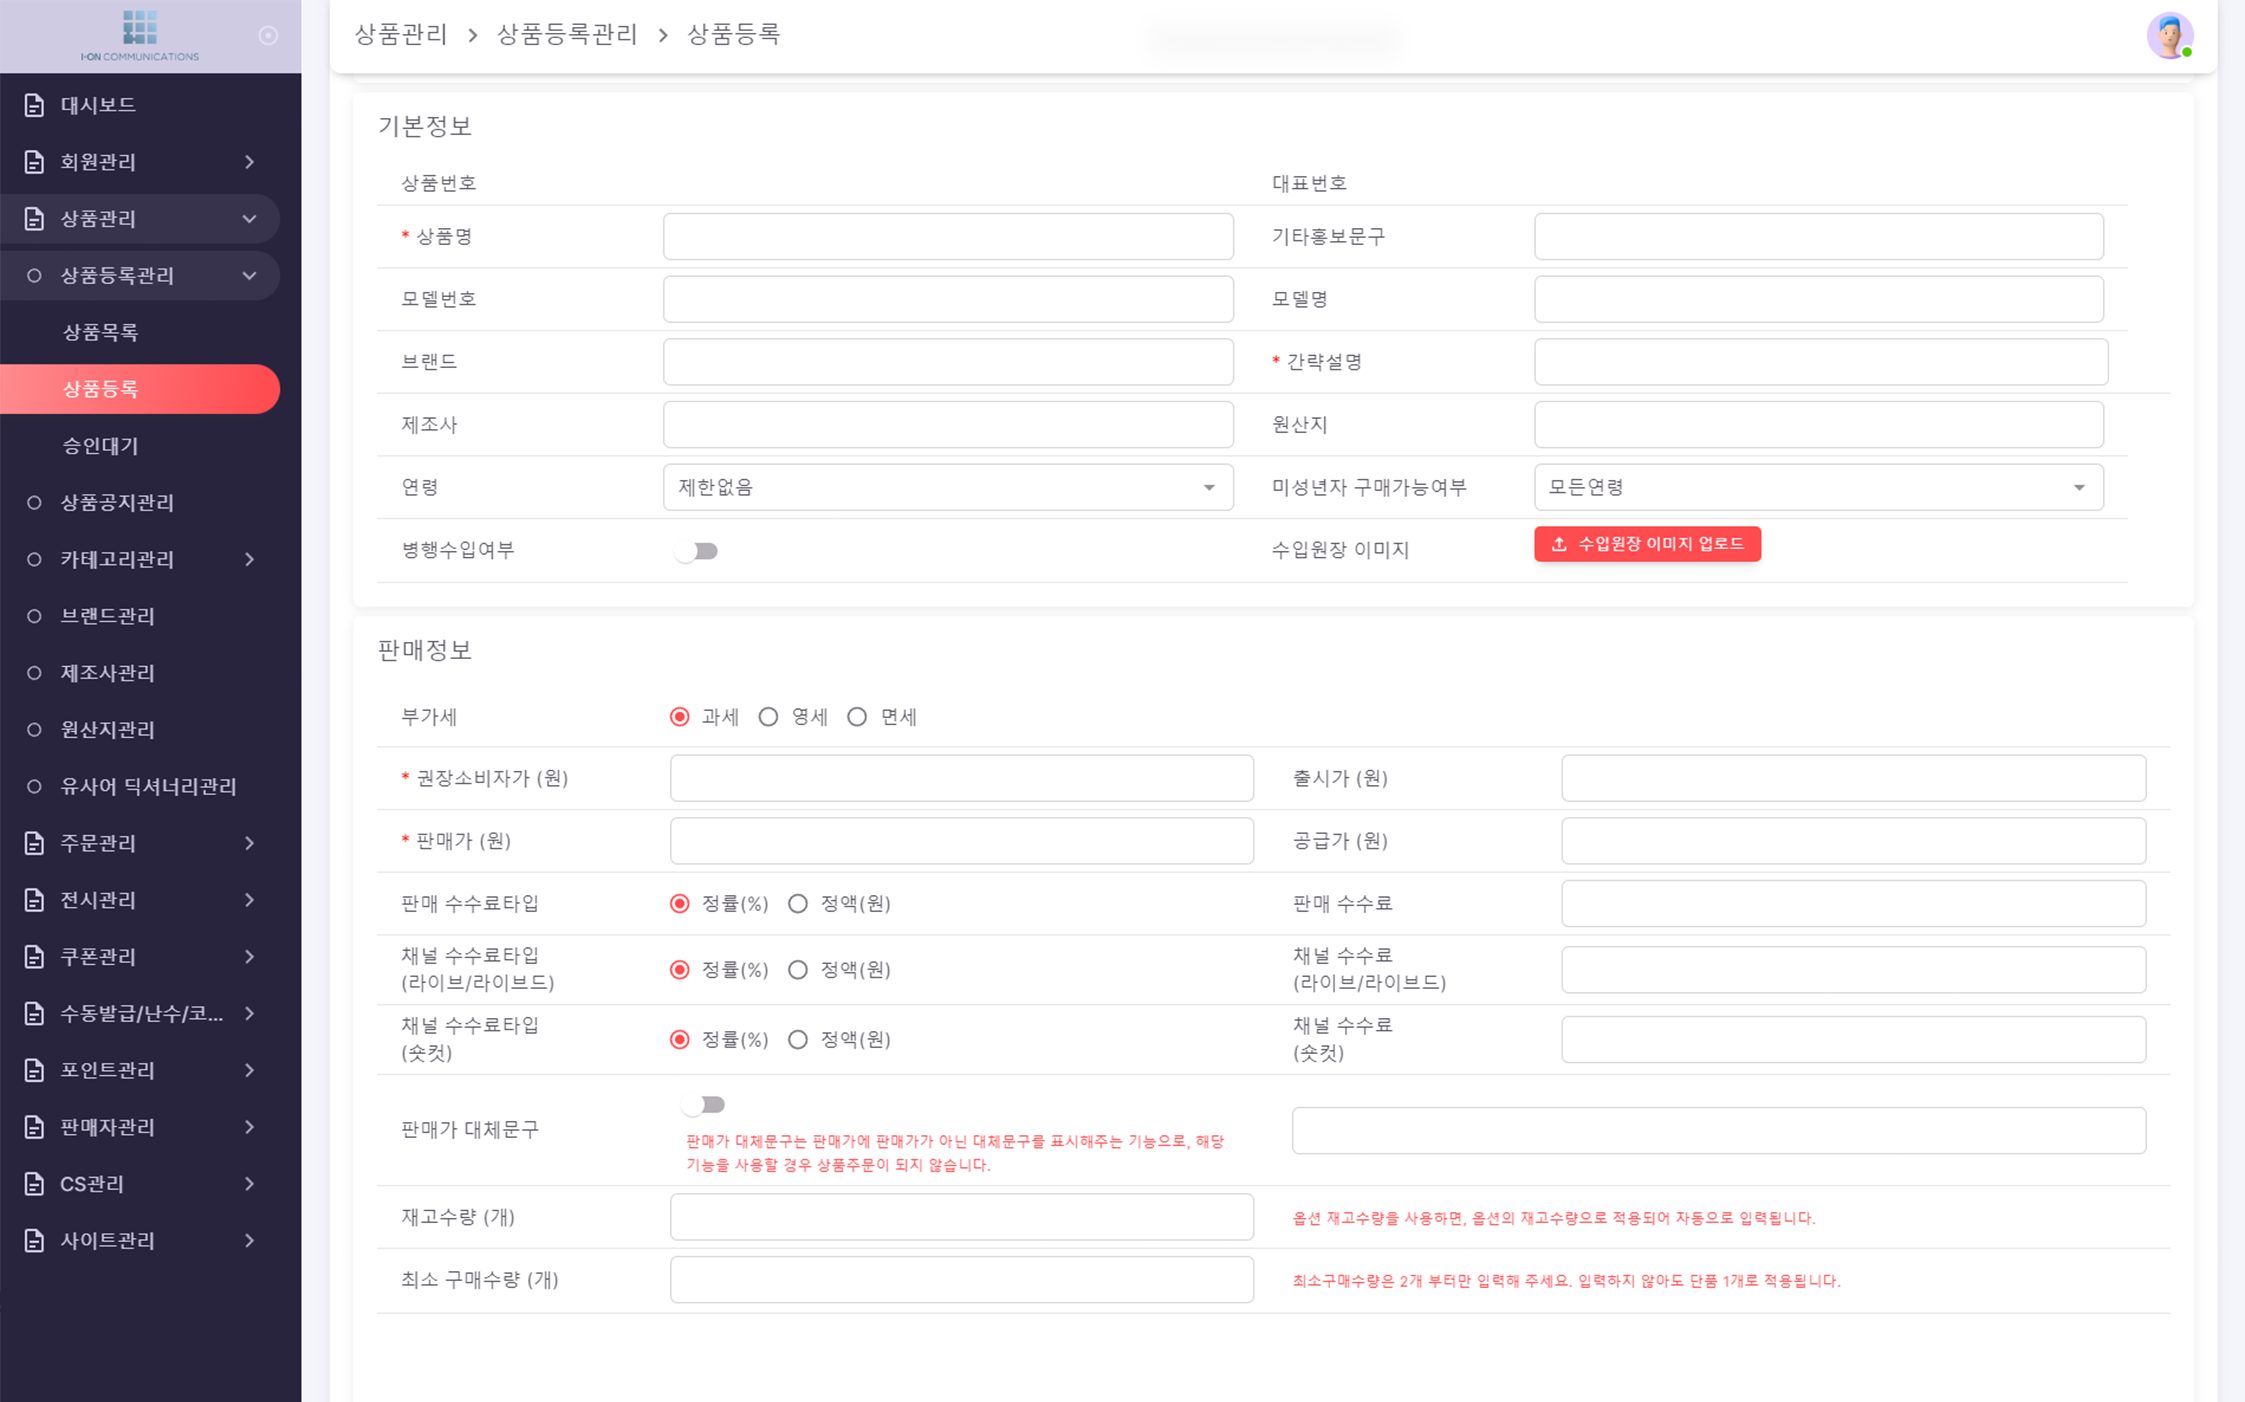 I-ON COMMUNICATIONS
대시보드
회원관리
상품관리
상품등록관리
상품목록
상품등록
승인대기
상품공지관리
카테고리관리
브랜드관리
제조사관리
원산지관리
유사어 딕셔너리관리
주문관리
전시관리
쿠폰관리
수동발급/난수/코...
포인트관리
판매자관리
CS관리
사이트관리
상품관리 > 상품등록관리 > 상품등록
기본정보
상품번호
대표번호
* 상품명
기타홍보문구
모델번호
모델명
브랜드
* 간략설명
제조사
원산지
연령 제한없음
미성년자 구매가능여부 모든연령
병행수입여부
수입원장 이미지 수입원장 이미지 업로드
판매정보
부가세 과세 영세 면세
* 권장소비자가 (원)
출시가 (원)
* 판매가 (원)
공급가 (원)
판매 수수료타입 정률(%) 정액(원)
판매 수수료
채널 수수료타입
(라이브/라이브드)
정률(%) 정액(원)
채널 수수료
(라이브/라이브드)
채널 수수료타입
(숏컷)
정률(%) 정액(원)
채널 수수료
(숏컷)
판매가 대체문구
판매가 대체문구는 판매가에 판매가가 아닌 대체문구를 표시해주는 기능으로, 해당
기능을 사용할 경우 상품주문이 되지 않습니다.
재고수량 (개)
옵션 재고수량을 사용하면, 옵션의 재고수량으로 적용되어 자동으로 입력됩니다.
최소 구매수량 (개)
최소구매수량은 2개 부터만 입력해 주세요. 입력하지 않아도 단품 1개로 적용됩니다.